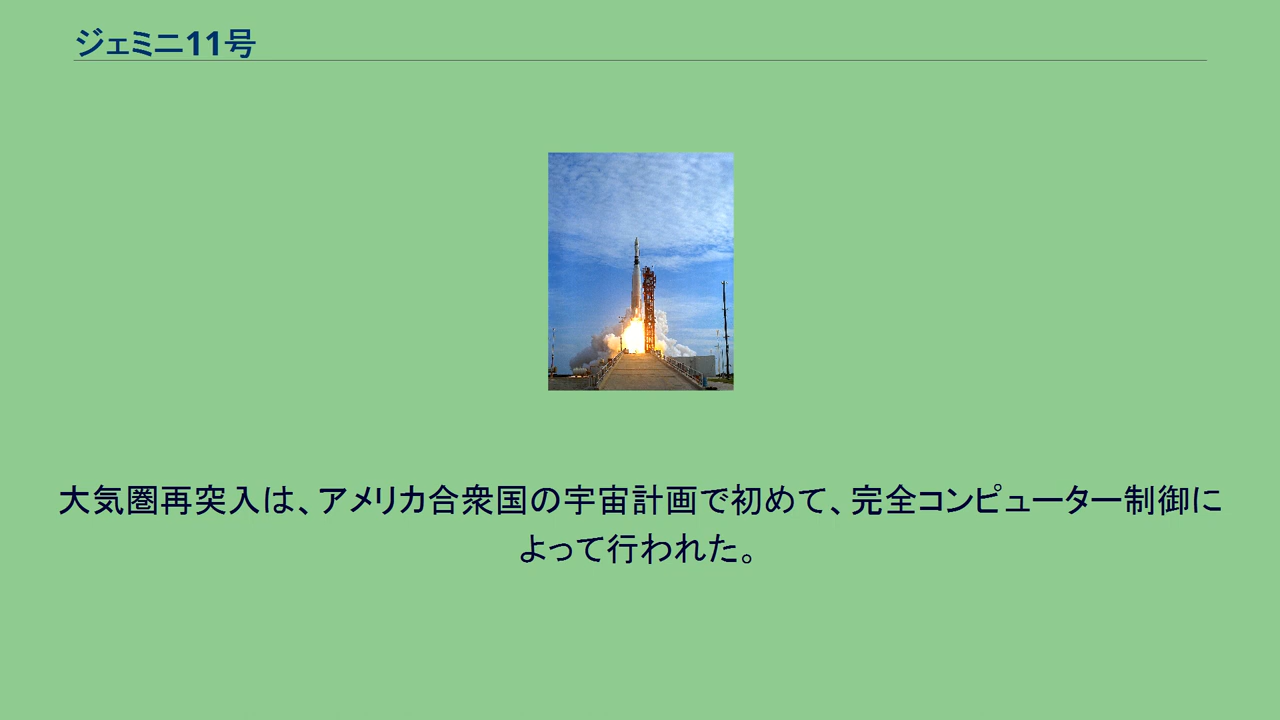 ジェミニ11号
大気圏再突入は、アメリカ合衆国の宇宙計画で初めて、完全コンピューター制御に
よって行われた。